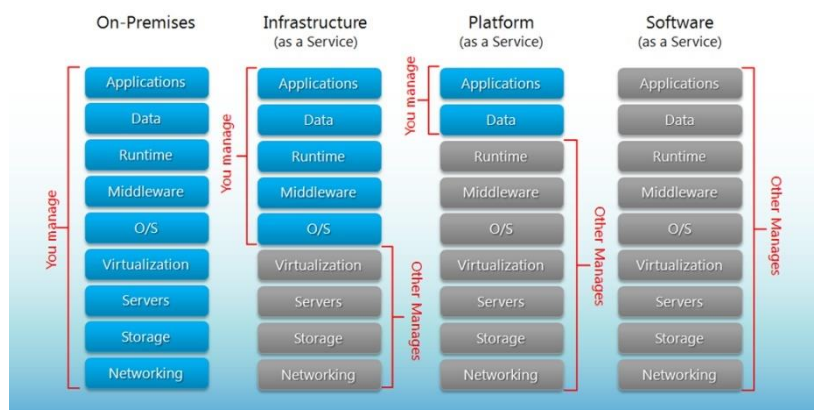 On-Premises
You manage
Applications
Data
Runtime
Middleware
O/S
Virtualization
Servers
Storage
Networking
Infrastructure
(as a Service)
You manage
Applications
Data
Runtime
Middleware
O/S
Virtualization
Servers
Storage
Networking
Other Manages
Platform
(as a Service)
You manage
Applications
Data
Runtime
Middleware
O/S
Virtualization
Servers
Storage
Networking
Other Manages
Software
(as a Service)
Applications
Data
Runtime
Middleware
O/S
Virtualization
Servers
Storage
Networking
Other Manages